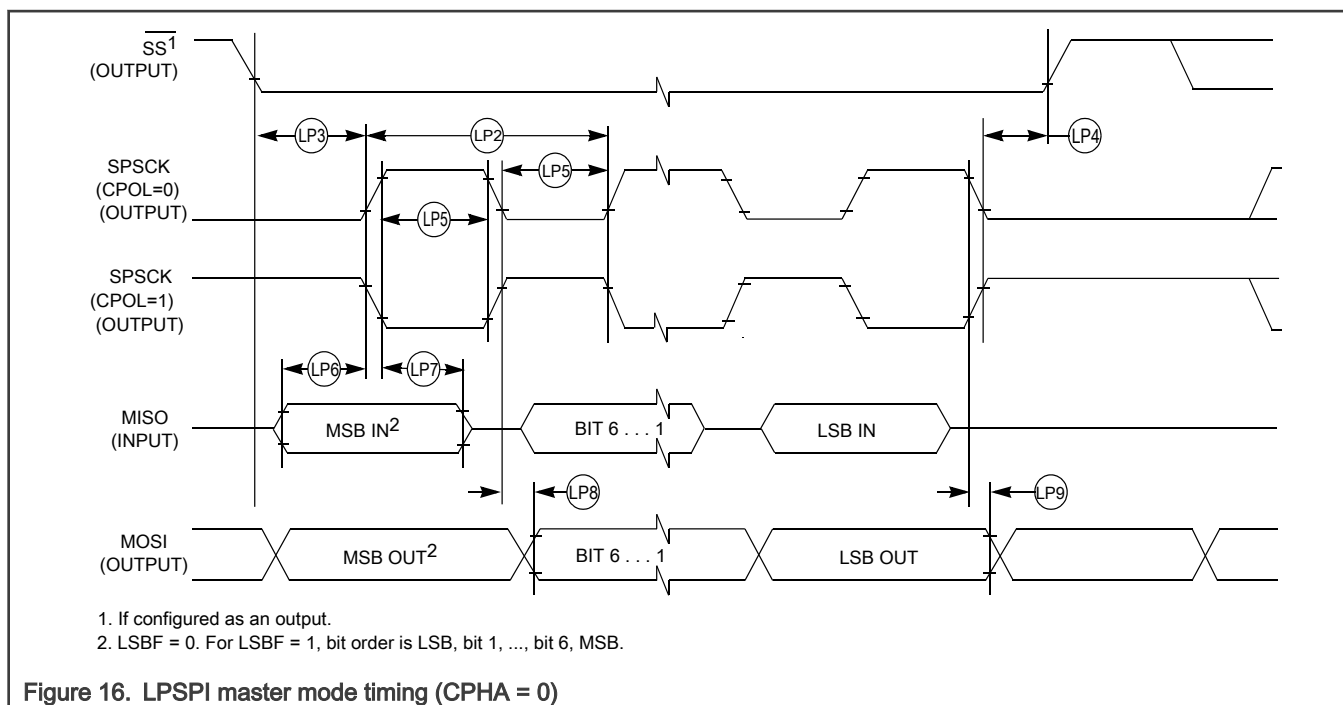 SS1
(OUTPUT)
LP3
LP2
LP4
SPSCK
(CPOL=0)
(OUTPUT)
LP5
LP5
SPSCK
(CPOL=1)
(OUTPUT)
LP6
LP7
MISO
(INPUT)
MSB IN2
BIT 6 . . . 1
LSB IN
LP8
LP9
MOSI
(OUTPUT)
MSB OUT2
BIT 6 . . . 1
LSB OUT
1. If configured as an output.
2. LSBF = 0. For LSBF = 1, bit order is LSB, bit 1, ..., bit 6, MSB.
Figure 16. LPSPI master mode timing (CPHA = 0)